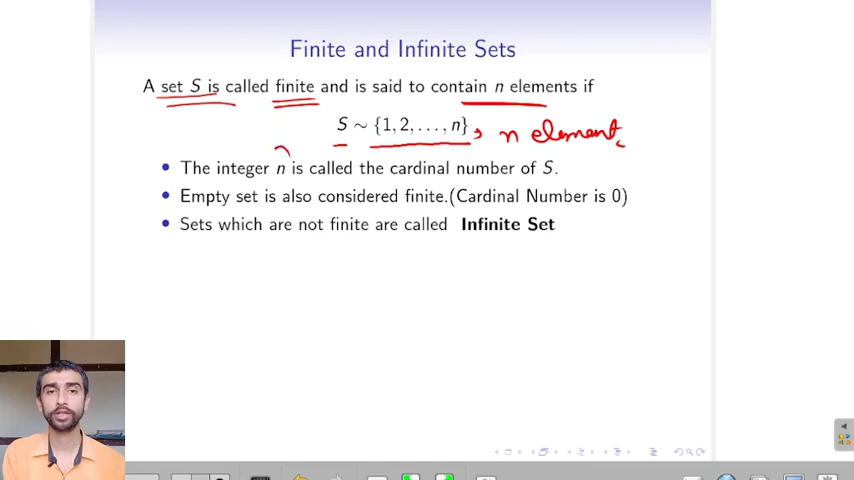 Finite and Infinite Sets
A set S is called finite and is said to contain n elements if
S ∼ {1, 2, . . . , n} , n element
• The integer n is called the cardinal number of S.
• Empty set is also considered finite.(Cardinal Number is 0)
• Sets which are not finite are called Infinite Set